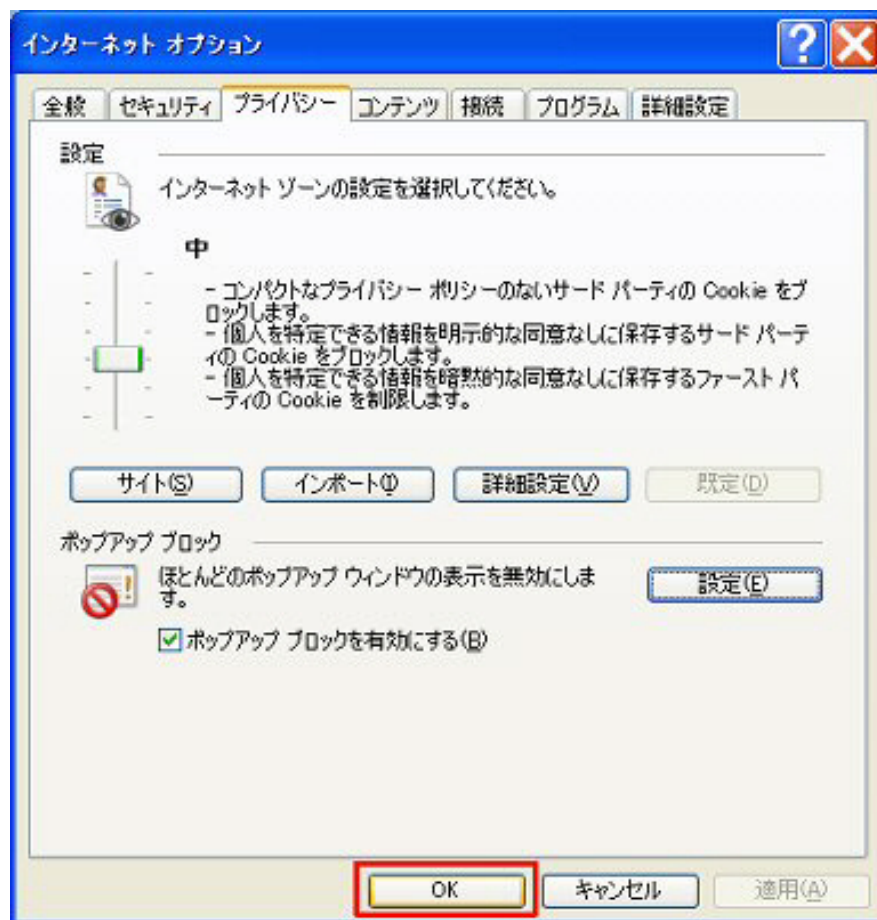 インターネット オプション
全般 セキュリティ プライバシー コンテンツ 接続 プログラム 詳細設定
設定
インターネット ゾーンの設定を選択してください。
中
- コンパクトなプライバシー ポリシーのないサード パーティの Cookie をブ
ロックします。
- 個人を特定できる情報を明示的な同意なしに保存するサード パーテ
ィの Cookie をブロックします。
- 個人を特定できる情報を暗黙的な同意なしに保存するファースト パ
ーティの Cookie を制限します。
サイト(S) インポート(I) 詳細設定(V) 既定(D)
ポップアップ ブロック
ほとんどのポップアップ ウィンドウの表示を無効にしま
す。
設定(E)
ポップアップ ブロックを有効にする(B)
OK キャンセル 適用(A)